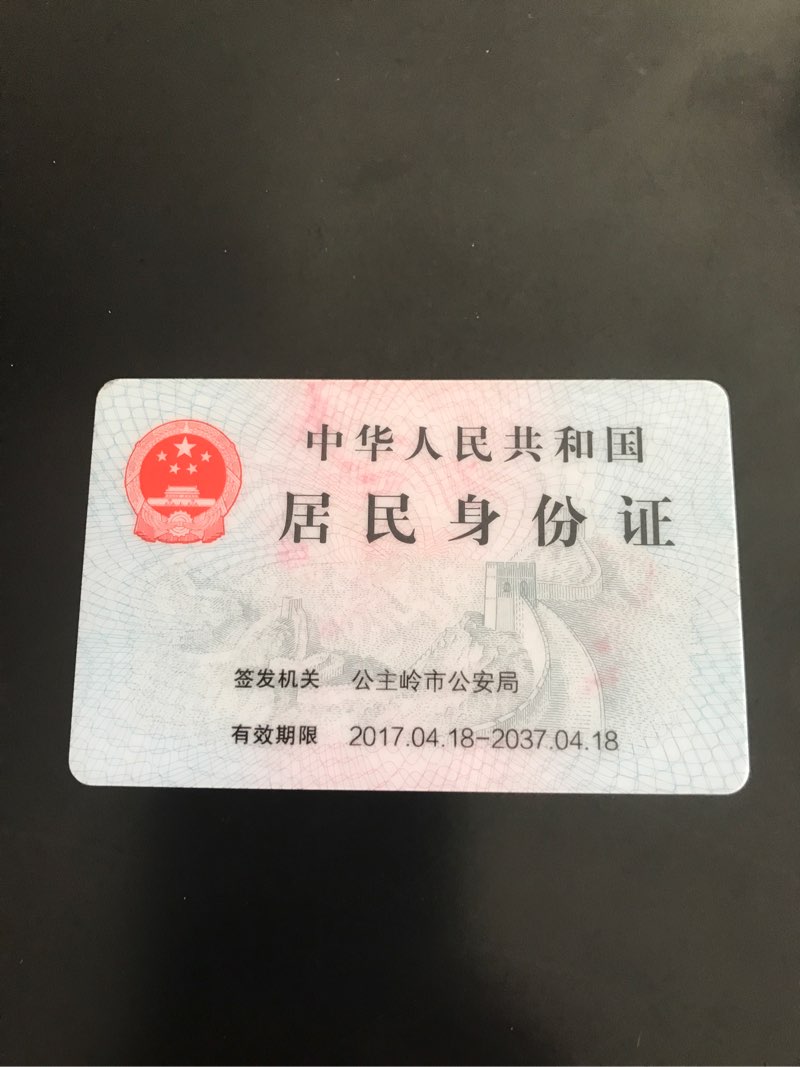 中华人民共和国
居民身份证
签发机关 公主岭市公安局
有效期限 2017.04.18-2037.04.18